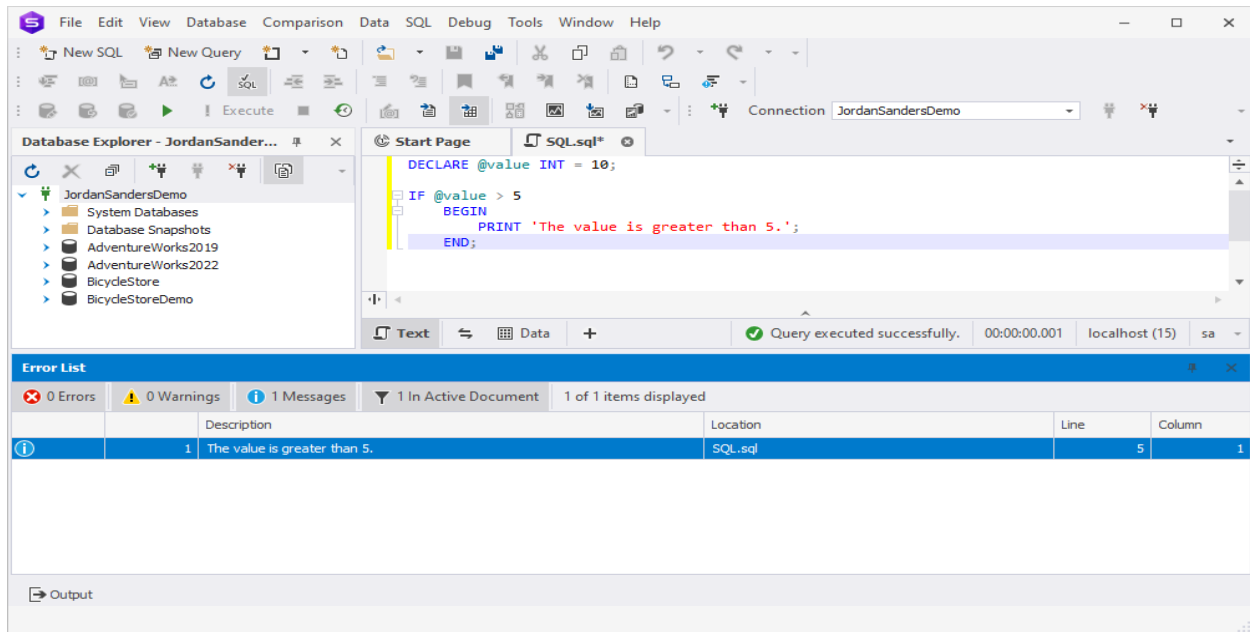 S File Edit View Database Comparison Data SQL Debug Tools Window Help
New SQL New Query
SQL
Execute Connection JordanSandersDemo
Database Explorer - JordanSander...
Start Page SQL.sql*
JordanSandersDemo
System Databases
Database Snapshots
AdventureWorks2019
AdventureWorks2022
BicycleStore
BicycleStoreDemo
DECLARE @value INT = 10;
IF @value > 5
BEGIN
PRINT 'The value is greater than 5.';
END;
Text Data Query executed successfully. 00:00:00.001 localhost (15) sa
Error List
0 Errors 0 Warnings 1 Messages 1 In Active Document 1 of 1 items displayed
Description Location Line Column
1 The value is greater than 5. SQL.sql 5 1
Output